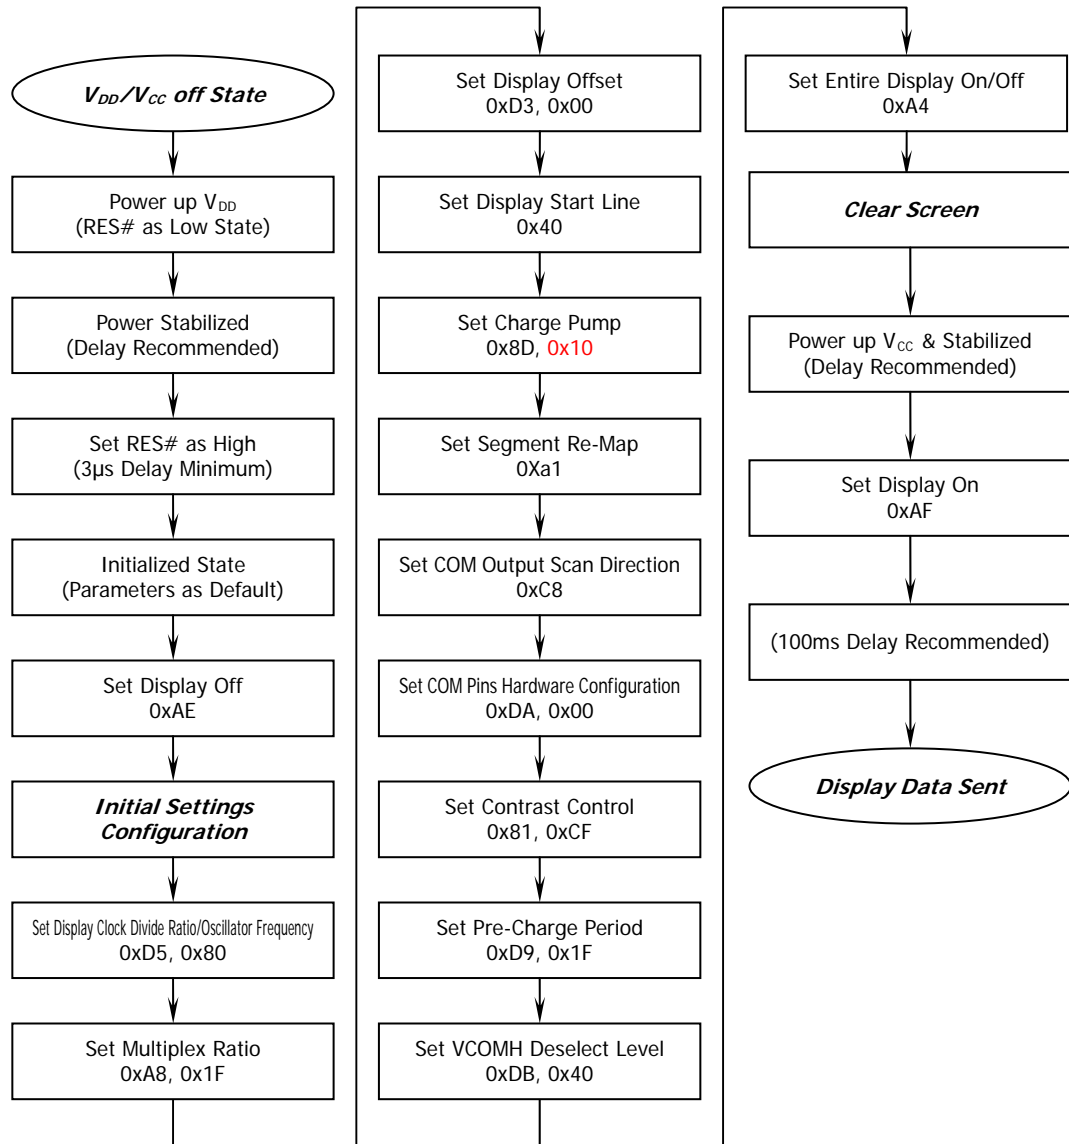 V_DD/V_CC off State
Power up V_DD
(RES# as Low State)
Power Stabilized
(Delay Recommended)
Set RES# as High
(3µs Delay Minimum)
Initialized State
(Parameters as Default)
Set Display Off
0xAE
Initial Settings
Configuration
Set Display Clock Divide Ratio/Oscillator Frequency
0xD5, 0x80
Set Multiplex Ratio
0xA8, 0x1F
Set Display Offset
0xD3, 0x00
Set Display Start Line
0x40
Set Charge Pump
0x8D, 0x10
Set Segment Re-Map
0Xa1
Set COM Output Scan Direction
0xC8
Set COM Pins Hardware Configuration
0xDA, 0x00
Set Contrast Control
0x81, 0xCF
Set Pre-Charge Period
0xD9, 0x1F
Set VCOMH Deselect Level
0xDB, 0x40
Set Entire Display On/Off
0xA4
Clear Screen
Power up V_CC & Stabilized
(Delay Recommended)
Set Display On
0xAF
(100ms Delay Recommended)
Display Data Sent